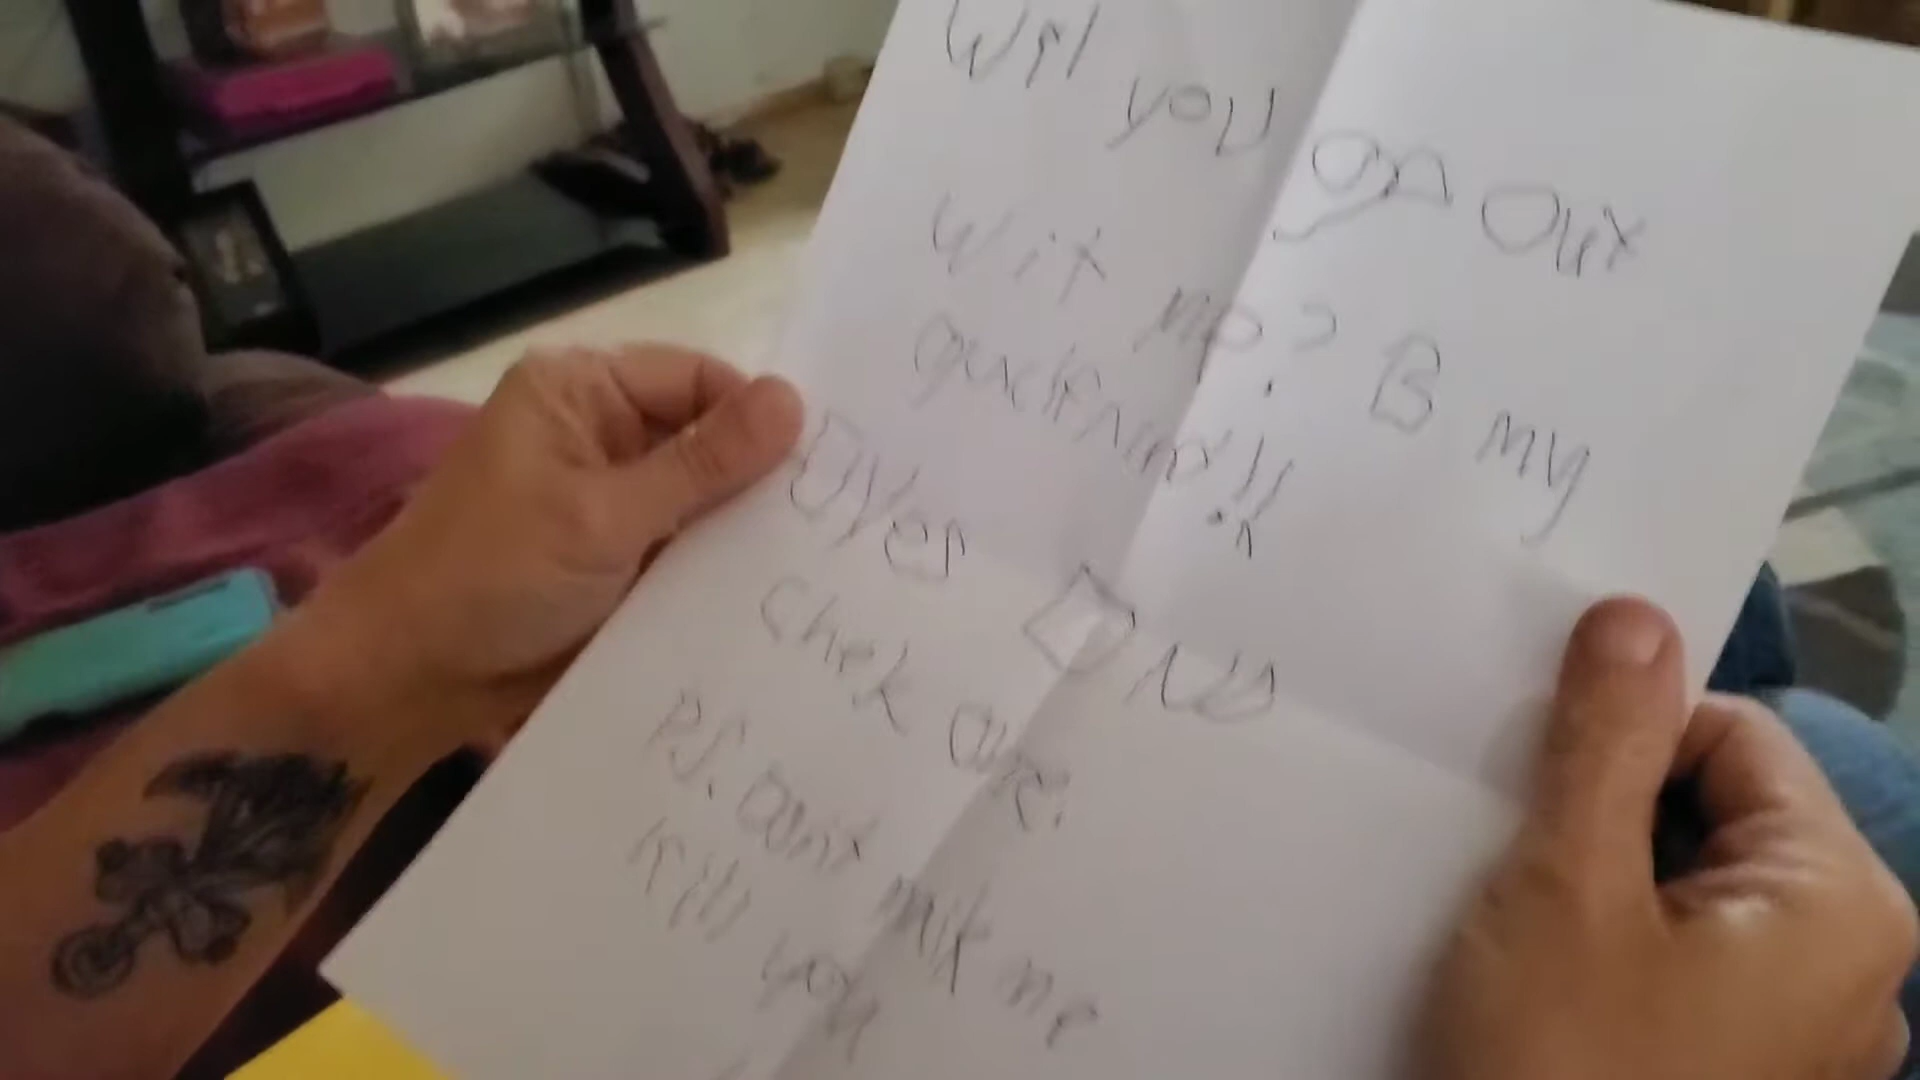 Wil you go Out
Wit me? B my
!!
Yes No
Chek One.
P.S. Dont mak me
Kill you